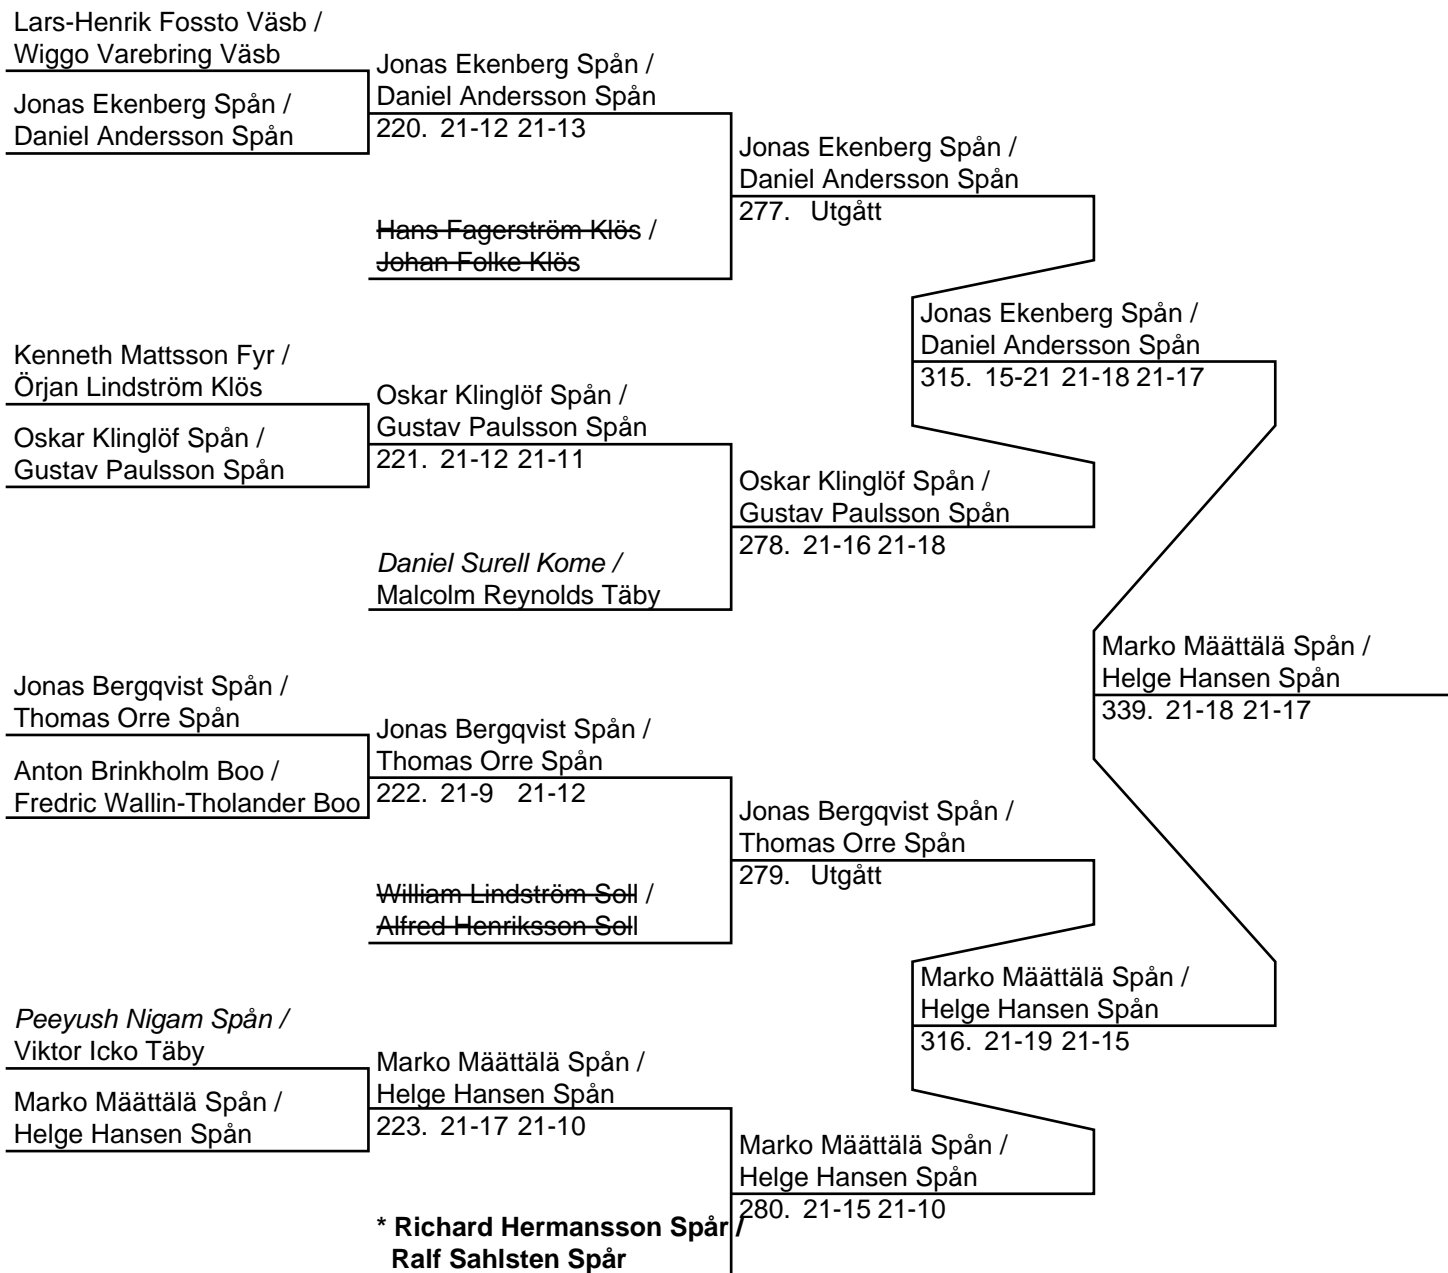 Lars-Henrik Fossto Väsb /
Wiggo Varebring Väsb
Jonas Ekenberg Spån /
Daniel Andersson Spån
Jonas Ekenberg Spån /
Daniel Andersson Spån
220. 21-12 21-13
Hans Fagerström Klös /
Johan Folke Klös
Jonas Ekenberg Spån /
Daniel Andersson Spån
277. Utgått
Kenneth Mattsson Fyr /
Örjan Lindström Klös
Oskar Klinglöf Spån /
Gustav Paulsson Spån
Oskar Klinglöf Spån /
Gustav Paulsson Spån
221. 21-12 21-11
Daniel Surell Kome /
Malcolm Reynolds Täby
Oskar Klinglöf Spån /
Gustav Paulsson Spån
278. 21-16 21-18
Jonas Ekenberg Spån /
Daniel Andersson Spån
315. 15-21 21-18 21-17
Jonas Bergqvist Spån /
Thomas Orre Spån
Anton Brinkholm Boo /
Fredric Wallin-Tholander Boo
Jonas Bergqvist Spån /
Thomas Orre Spån
222. 21-9 21-12
William Lindström Soll /
Alfred Henriksson Soll
Jonas Bergqvist Spån /
Thomas Orre Spån
279. Utgått
Peeyush Nigam Spån /
Viktor Icko Täby
Marko Määttälä Spån /
Helge Hansen Spån
Marko Määttälä Spån /
Helge Hansen Spån
223. 21-17 21-10
* Richard Hermansson Spår /
Ralf Sahlsten Spår
Marko Määttälä Spån /
Helge Hansen Spån
280. 21-15 21-10
Marko Määttälä Spån /
Helge Hansen Spån
316. 21-19 21-15
Marko Määttälä Spån /
Helge Hansen Spån
339. 21-18 21-17